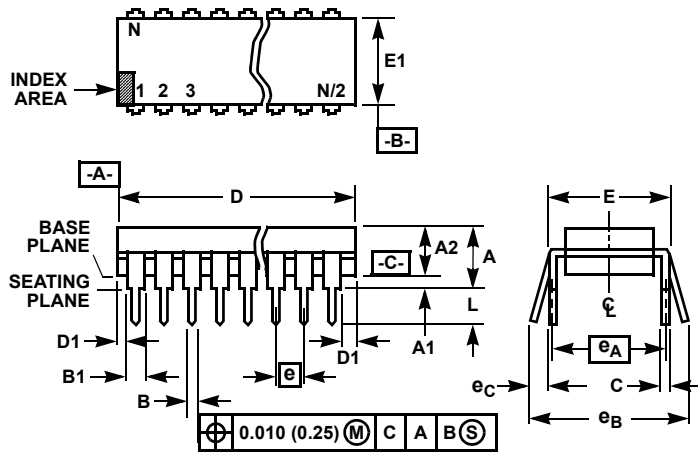 N
E1
INDEX
AREA
1 2 3 N/2
-B-
-A-
D
E
BASE
PLANE
A2
A
-C-
SEATING
PLANE
L
C L
D1
A1
D1
eA
B1
e
eC
C
B
eB
0.010 (0.25) M C A B S